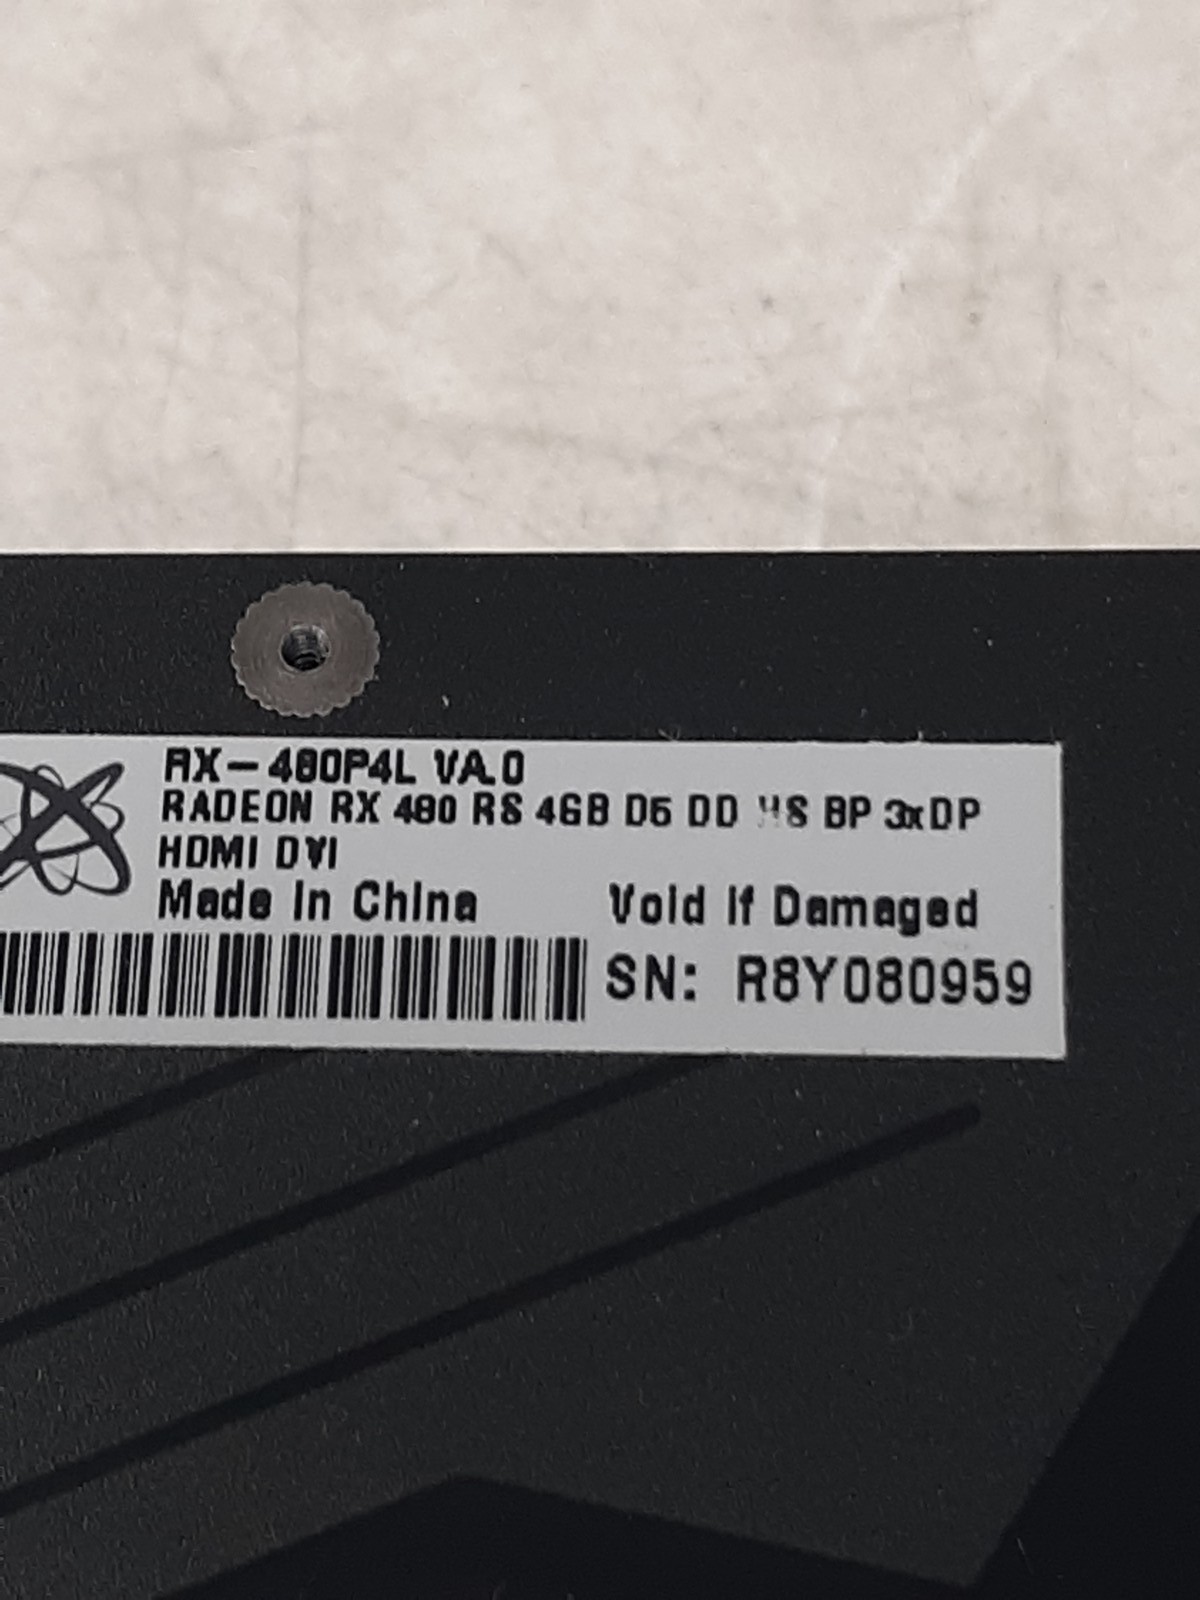 RX-480P4L VA.0
RADEON RX 480 RS 4GB D5 DD HS BP 3xDP
HDMI DVI
Made In China
Void If Damaged
SN: R8Y080959